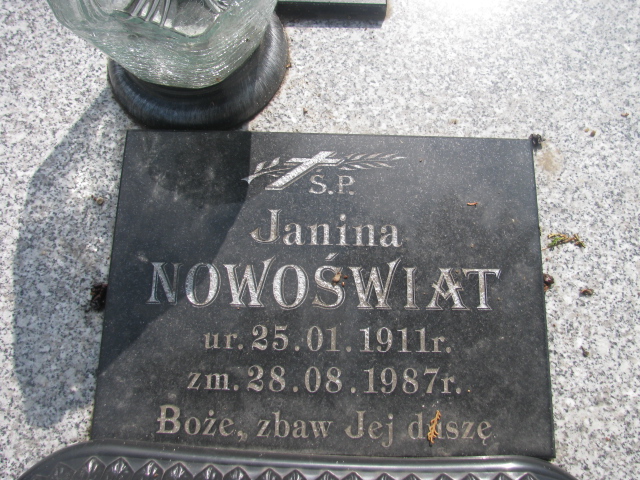 Ś.P.
Janina
NOWOŚWIAT
ur. 25.01.1911r.
zm. 28.08.1987r.
Boże, zbaw Jej duszę